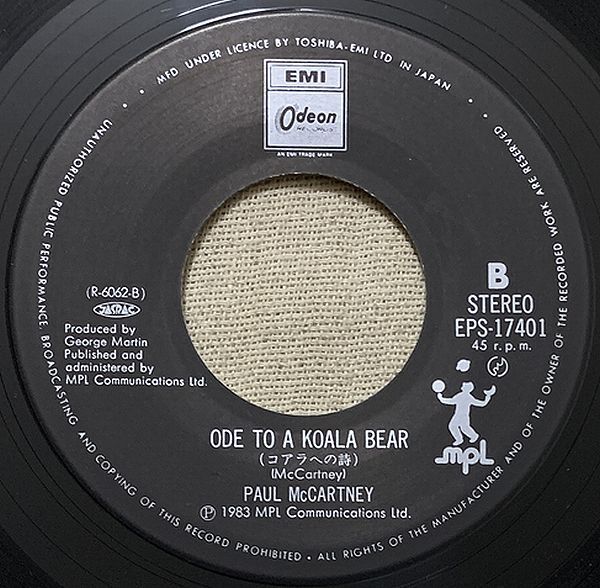 • • MFD UNDER LICENCE BY TOSHIBA-EMI LTD IN JAPAN • •
UNAUTHORIZED PUBLIC PERFORMANCE, BROADCASTING AND COPYING OF THIS RECORD PROHIBITED • ALL RIGHTS OF THE MANUFACTURER AND OF THE OWNER OF THE RECORDED WORK ARE RESERVED
EMI
Odeon
RECORDS
AN EMI TRADE MARK
(R-6062-B)
JASRAC
Produced by
George Martin
Published and
administered by
MPL Communications Ltd.
B
STEREO
EPS-17401
45 r.p.m.
mpl
ODE TO A KOALA BEAR
(コアラへの詩)
(McCartney)
PAUL McCARTNEY
Ⓟ 1983 MPL Communications Ltd.